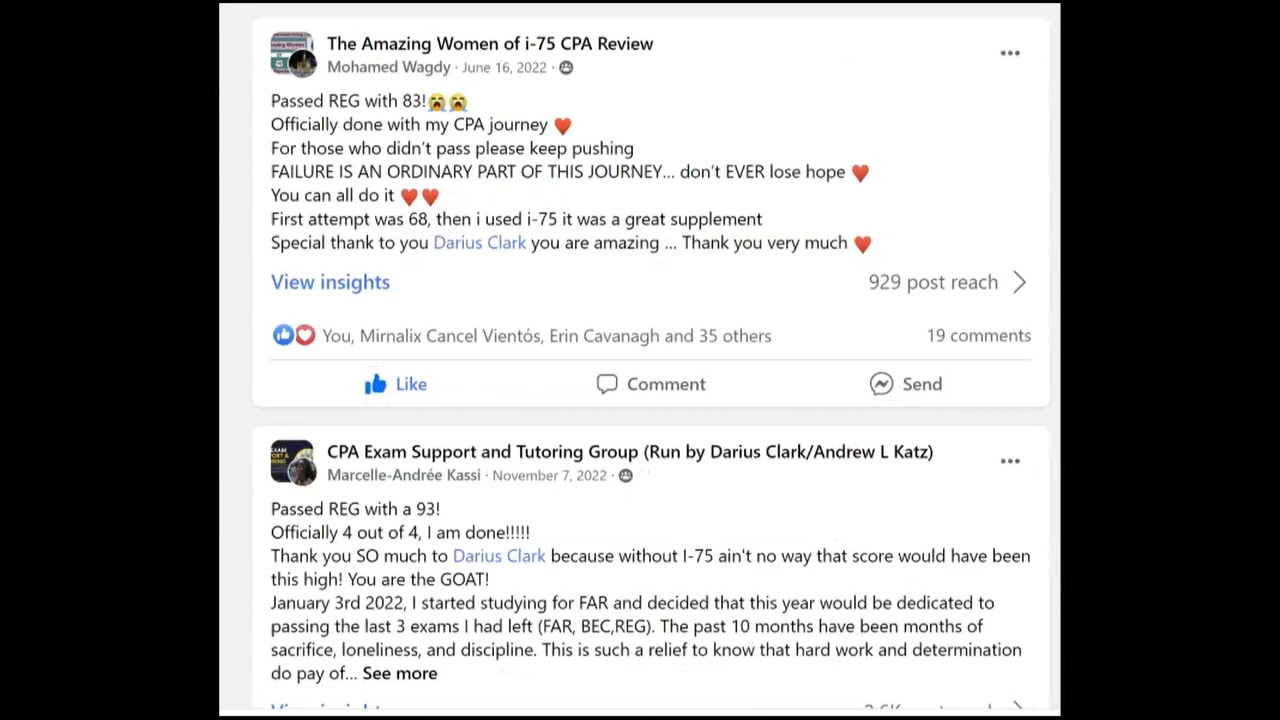 The Amazing Women of i-75 CPA Review
Mohamed Wagdy · June 16, 2022 ·
Passed REG with 83!😭😭
Officially done with my CPA journey ♥️
For those who didn't pass please keep pushing
FAILURE IS AN ORDINARY PART OF THIS JOURNEY... don't EVER lose hope ♥️
You can all do it ♥️♥️
First attempt was 68, then i used i-75 it was a great supplement
Special thank to you Darius Clark you are amazing ... Thank you very much ♥️
View insights 929 post reach
You, Mirnalix Cancel Vientós, Erin Cavanagh and 35 others 19 comments
Like Comment Send
CPA Exam Support and Tutoring Group (Run by Darius Clark/Andrew L Katz)
Marcelle-Andrée Kassi · November 7, 2022 ·
Passed REG with a 93!
Officially 4 out of 4, I am done!!!!!
Thank you SO much to Darius Clark because without I-75 ain't no way that score would have been
this high! You are the GOAT!
January 3rd 2022, I started studying for FAR and decided that this year would be dedicated to
passing the last 3 exams I had left (FAR, BEC,REG). The past 10 months have been months of
sacrifice, loneliness, and discipline. This is such a relief to know that hard work and determination
do pay of... See more